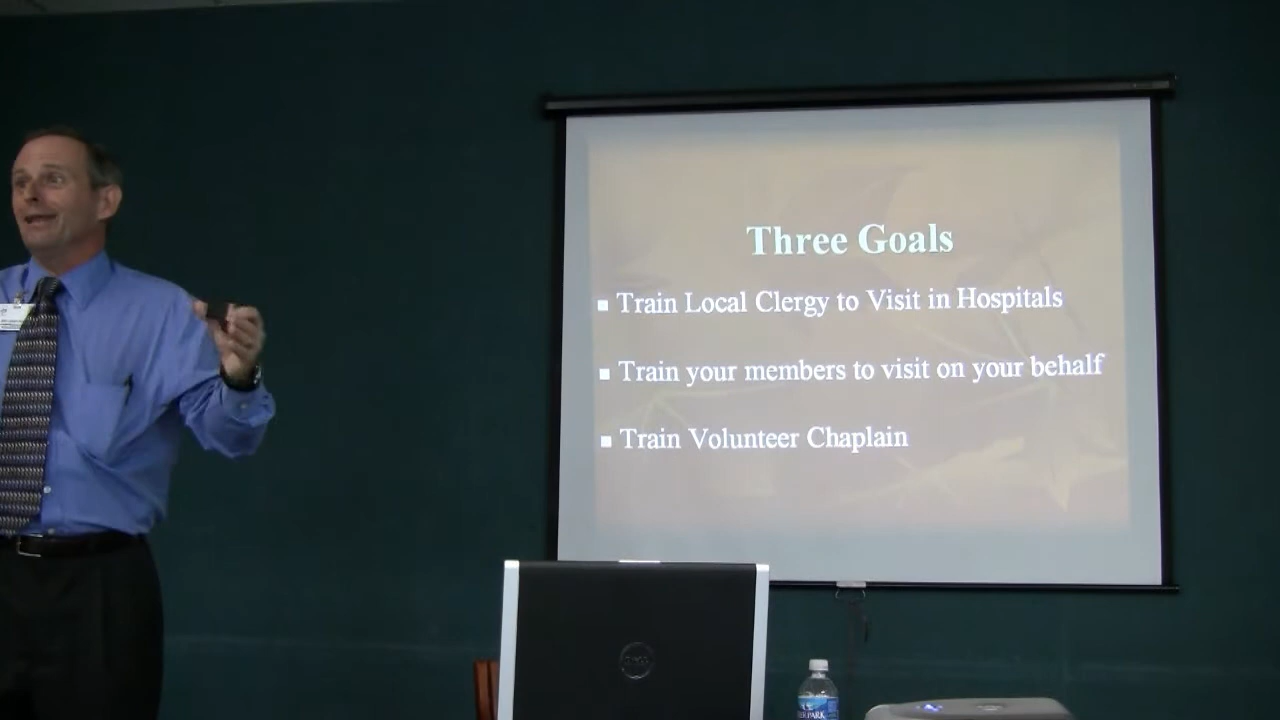 Three Goals
Train Local Clergy to Visit in Hospitals
Train your members to visit on your behalf
Train Volunteer Chaplain
DELL